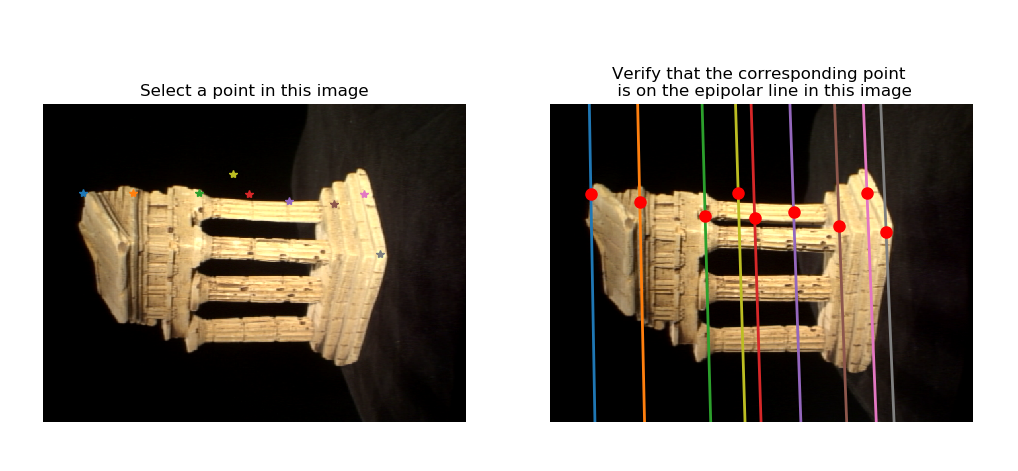 Select a point in this image
Verify that the corresponding point
is on the epipolar line in this image